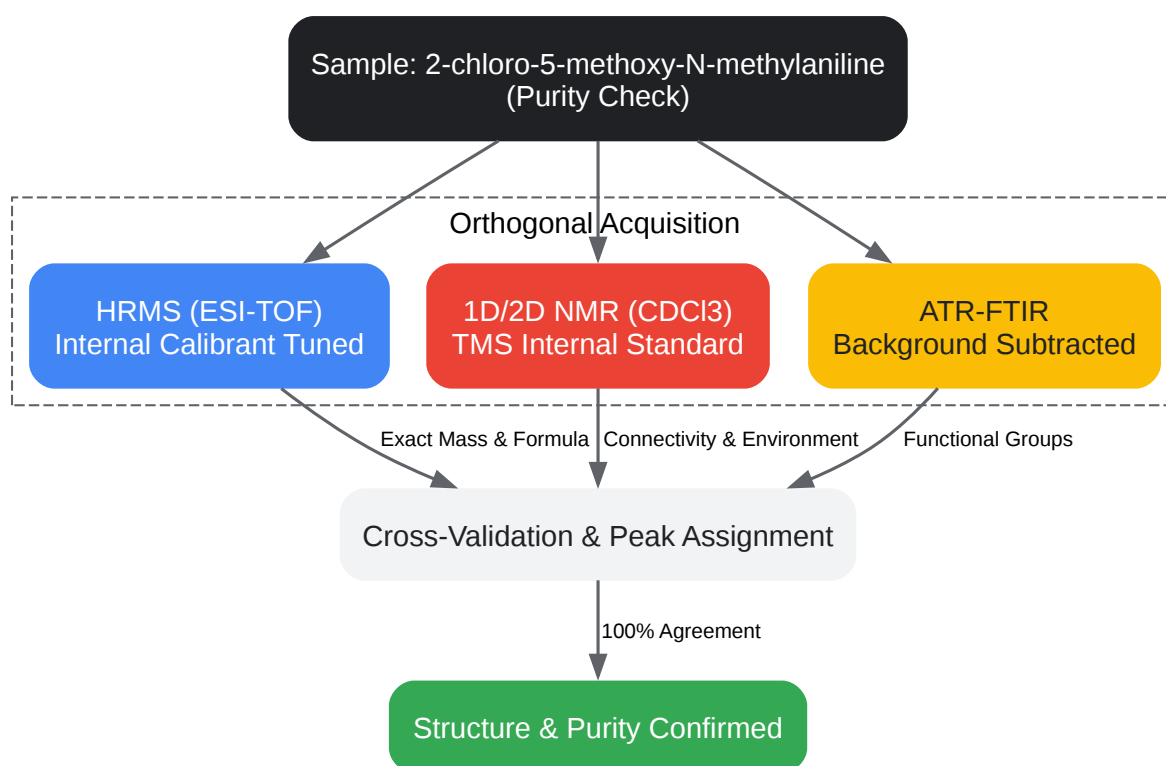 Sample: 2-chloro-5-methoxy-N-methylaniline
(Purity Check)
Orthogonal Acquisition
HRMS (ESI-TOF)
Internal Calibrant Tuned
1D/2D NMR (CDCl3)
TMS Internal Standard
ATR-FTIR
Background Subtracted
Exact Mass & Formula
Connectivity & Environment
Functional Groups
Cross-Validation & Peak Assignment
100% Agreement
Structure & Purity Confirmed